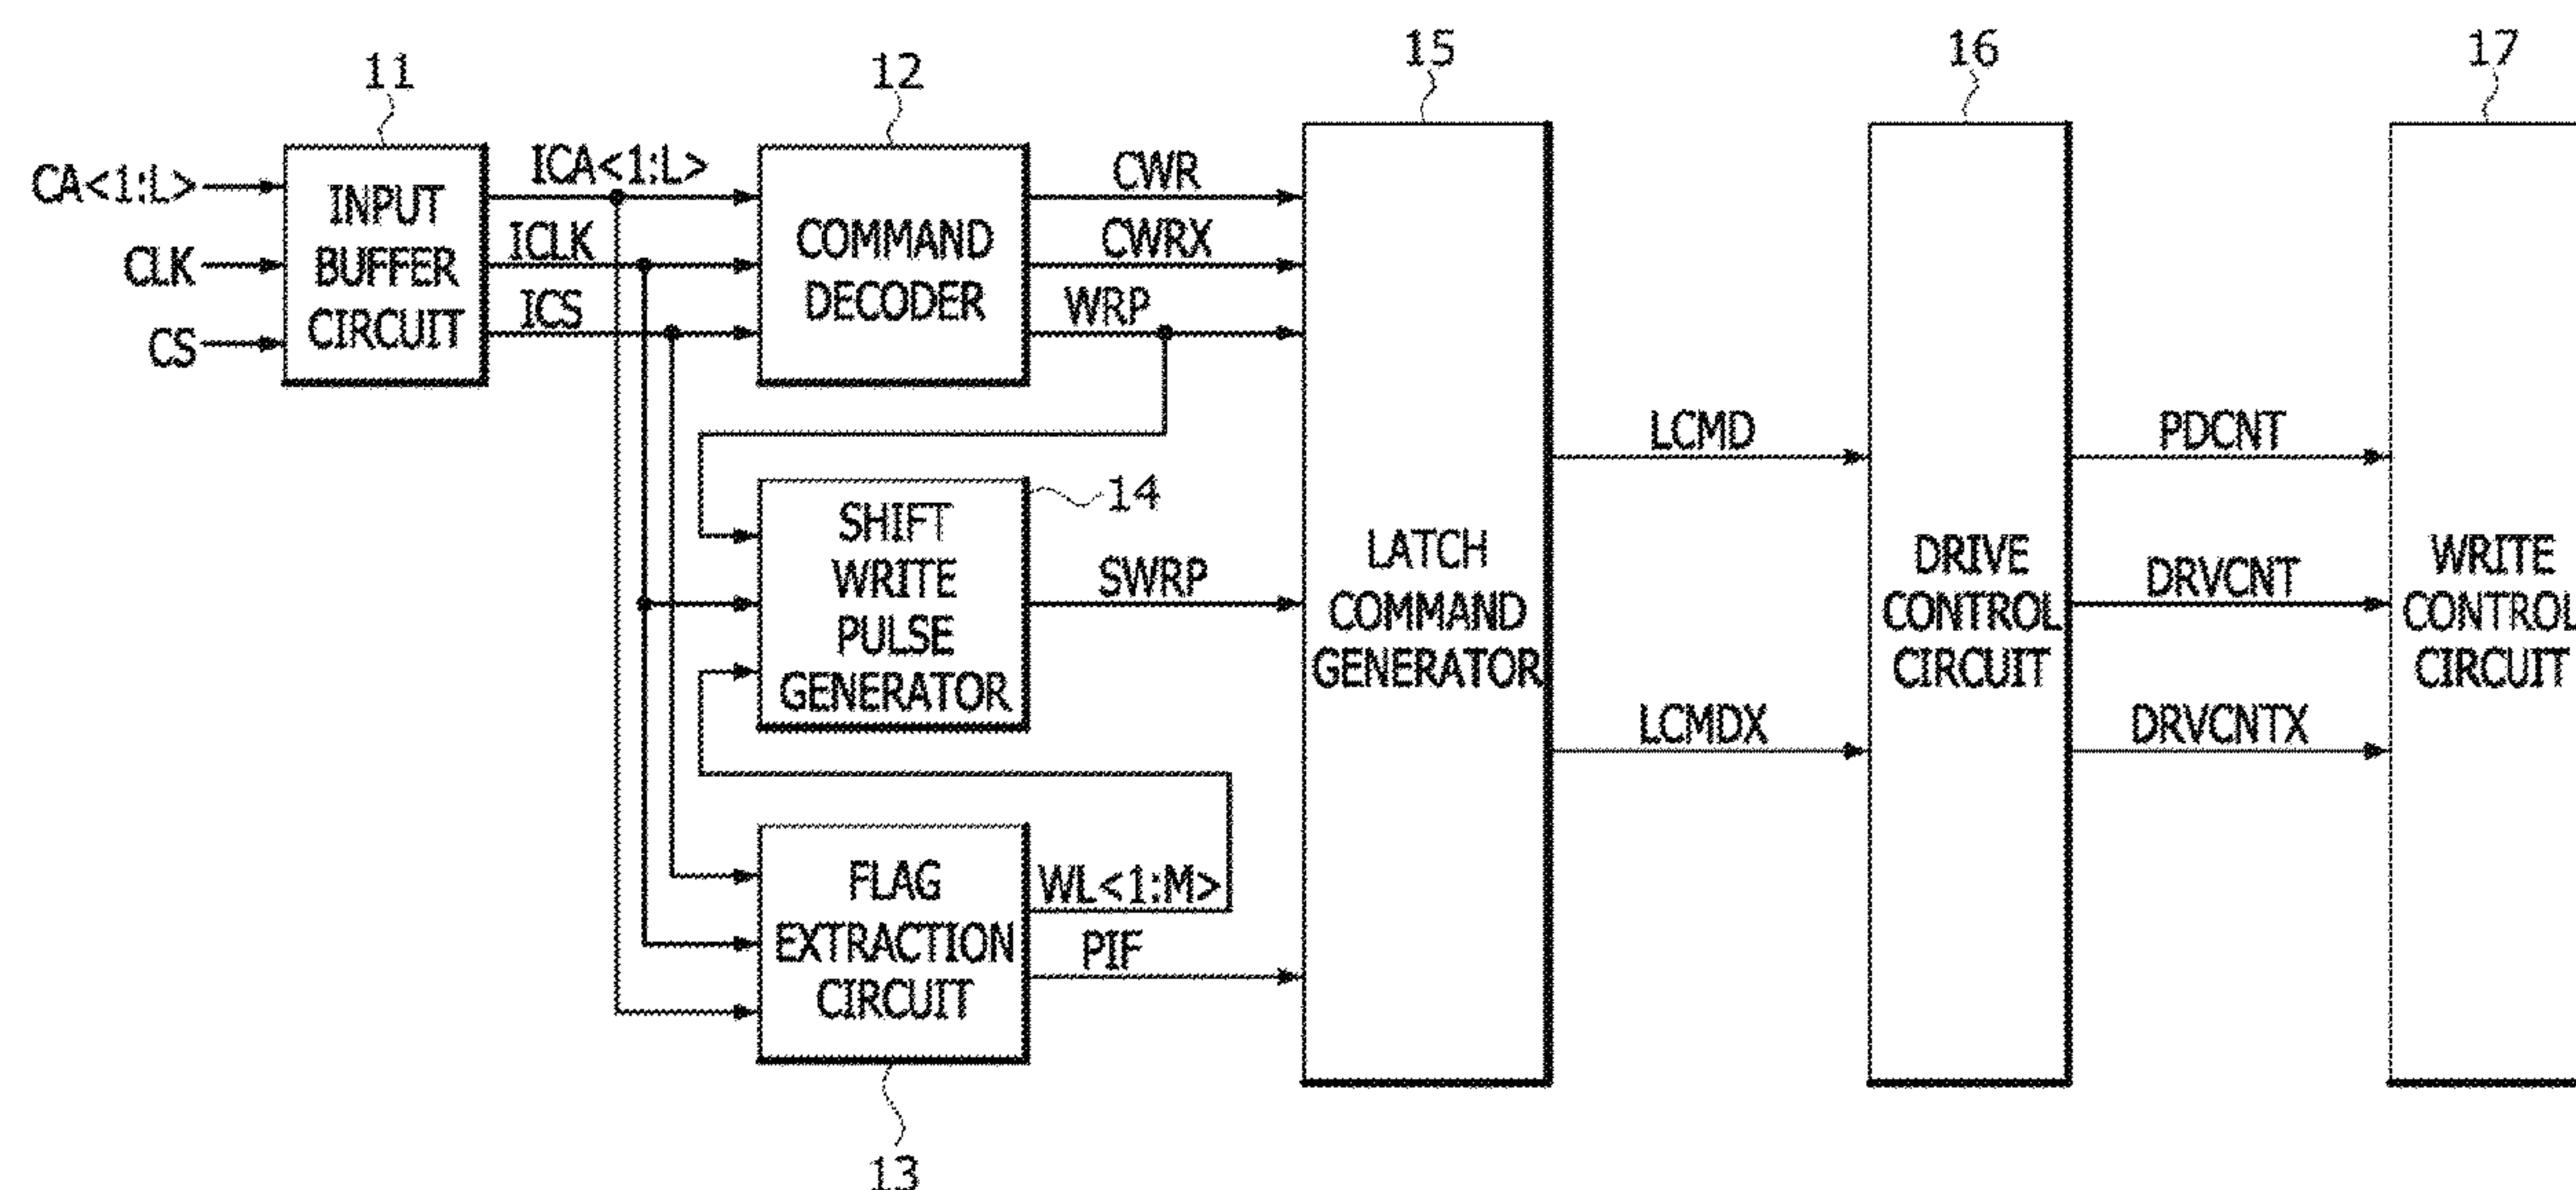 11
12
15
16
17
CA<1:L>
CLK
CS
INPUT
BUFFER
CIRCUIT
ICA<1:L>
ICLK
ICS
COMMAND
DECODER
CWR
CWRX
WRP
SHIFT
WRITE
PULSE
GENERATOR
14
SWRP
FLAG
EXTRACTION
CIRCUIT
WL<1:M>
PIF
13
LATCH
COMMAND
GENERATOR
LCMD
LCMDX
DRIVE
CONTROL
CIRCUIT
PDCNT
DRVCNT
DRVCNTX
WRITE
CONTROL
CIRCUIT